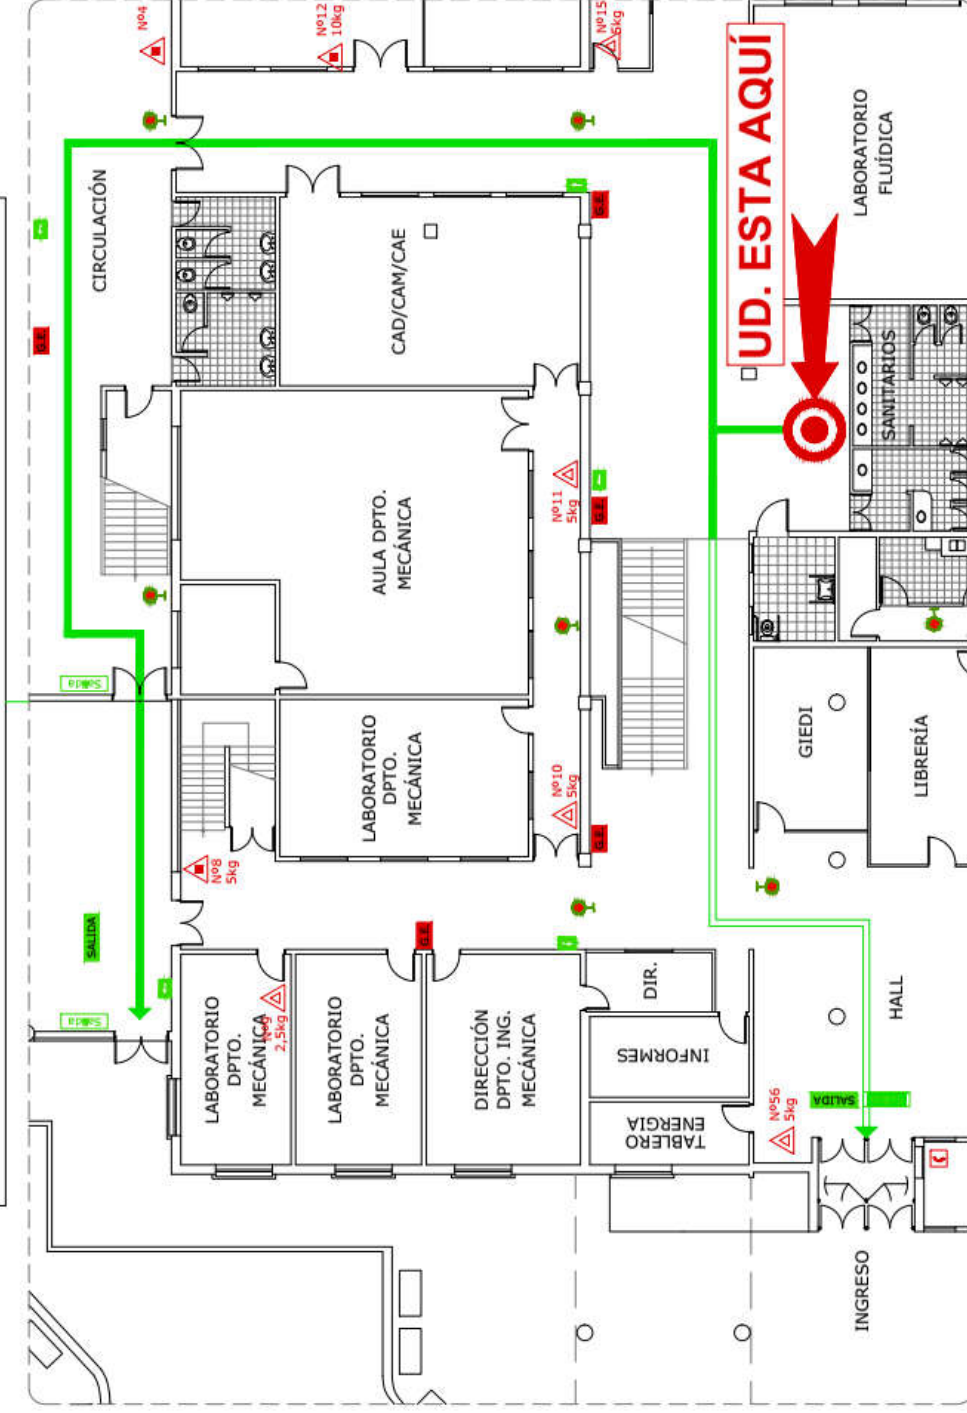 Nº4
Nº12
10kg
Nº15
5kg
UD. ESTA AQUÍ
LABORATORIO
FLUÍDICA
CIRCULACIÓN
CAD/CAM/CAE
G.E.
G.E.
SANITARIOS
AULA DPTO.
MECÁNICA
Nº11
5kg
G.E.
Salida
LABORATORIO
DPTO.
MECÁNICA
GIEDI
LIBRERÍA
Nº10
5kg
G.E.
Nº8
5kg
SALIDA
G.E.
LABORATORIO
DPTO.
MECÁNICA
Nº9
2,5kg
LABORATORIO
DPTO.
MECÁNICA
DIRECCIÓN
DPTO. ING.
MECÁNICA
DIR.
INFORMES
TABLERO
ENERGIA
HALL
Salida
SALIDA
Nº56
5kg
INGRESO